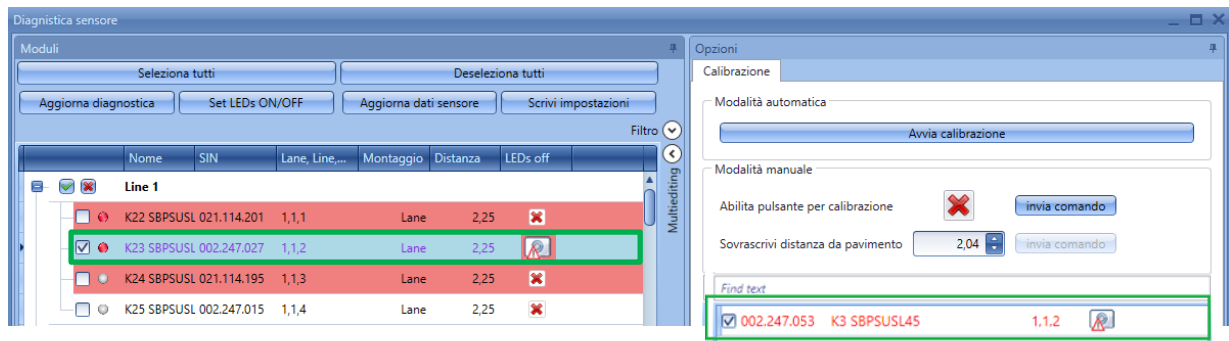 Diagnistica sensore
Moduli
Seleziona tutti
Deseleziona tutti
Aggiorna diagnostica
Set LEDs ON/OFF
Aggiorna dati sensore
Scrivi impostazioni
Filtro
Nome SIN Lane, Line,... Montaggio Distanza LEDs off
Line 1
K22 SBPSUSL 021.114.201 1,1,1 Lane 2,25
K23 SBPSUSL 002.247.027 1,1,2 Lane 2,25
K24 SBPSUSL 021.114.195 1,1,3 Lane 2,25
K25 SBPSUSL 002.247.015 1,1,4 Lane 2,25
Multiediting
Opzioni
Calibrazione
Modalità automatica
Avvia calibrazione
Modalità manuale
Abilita pulsante per calibrazione invia comando
Sovrascrivi distanza da pavimento 2,04 invia comando
Find text
002.247.053 K3 SBPSUSL45 1,1,2